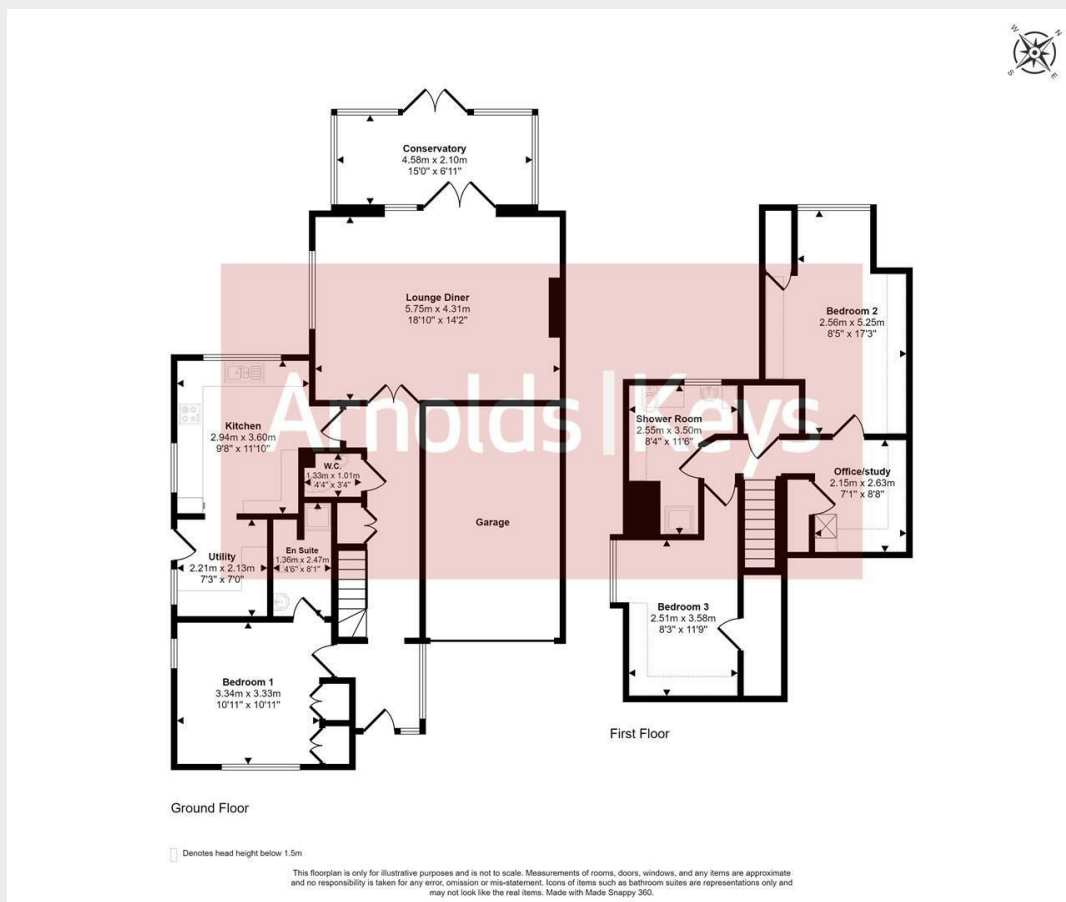 W
N
S
E
Conservatory
4.58m x 2.10m
15'0" x 6'11"
Lounge Diner
5.75m x 4.31m
18'10" x 14'2"
Bedroom 2
2.56m x 5.25m
8'5" x 17'3"
Arnolds|Keys
Kitchen
2.94m x 3.60m
9'8" x 11'10"
Shower Room
2.55m x 3.50m
8'4" x 11'6"
W.C.
1.33m x 1.01m
4'4" x 3'4"
Office/study
2.15m x 2.63m
7'1" x 8'8"
Garage
Utility
2.21m x 2.13m
7'3" x 7'0"
En Suite
1.36m x 2.47m
4'6" x 8'1"
Bedroom 3
2.51m x 3.58m
8'3" x 11'9"
Bedroom 1
3.34m x 3.33m
10'11" x 10'11"
First Floor
Ground Floor
Denotes head height below 1.5m
This floorplan is only for illustrative purposes and is not to scale. Measurements of rooms, doors, windows, and any items are approximate
and no responsibility is taken for any error, omission or mis-statement. Icons of items such as bathroom suites are representations only and
may not look like the real items. Made with Made Snappy 360.